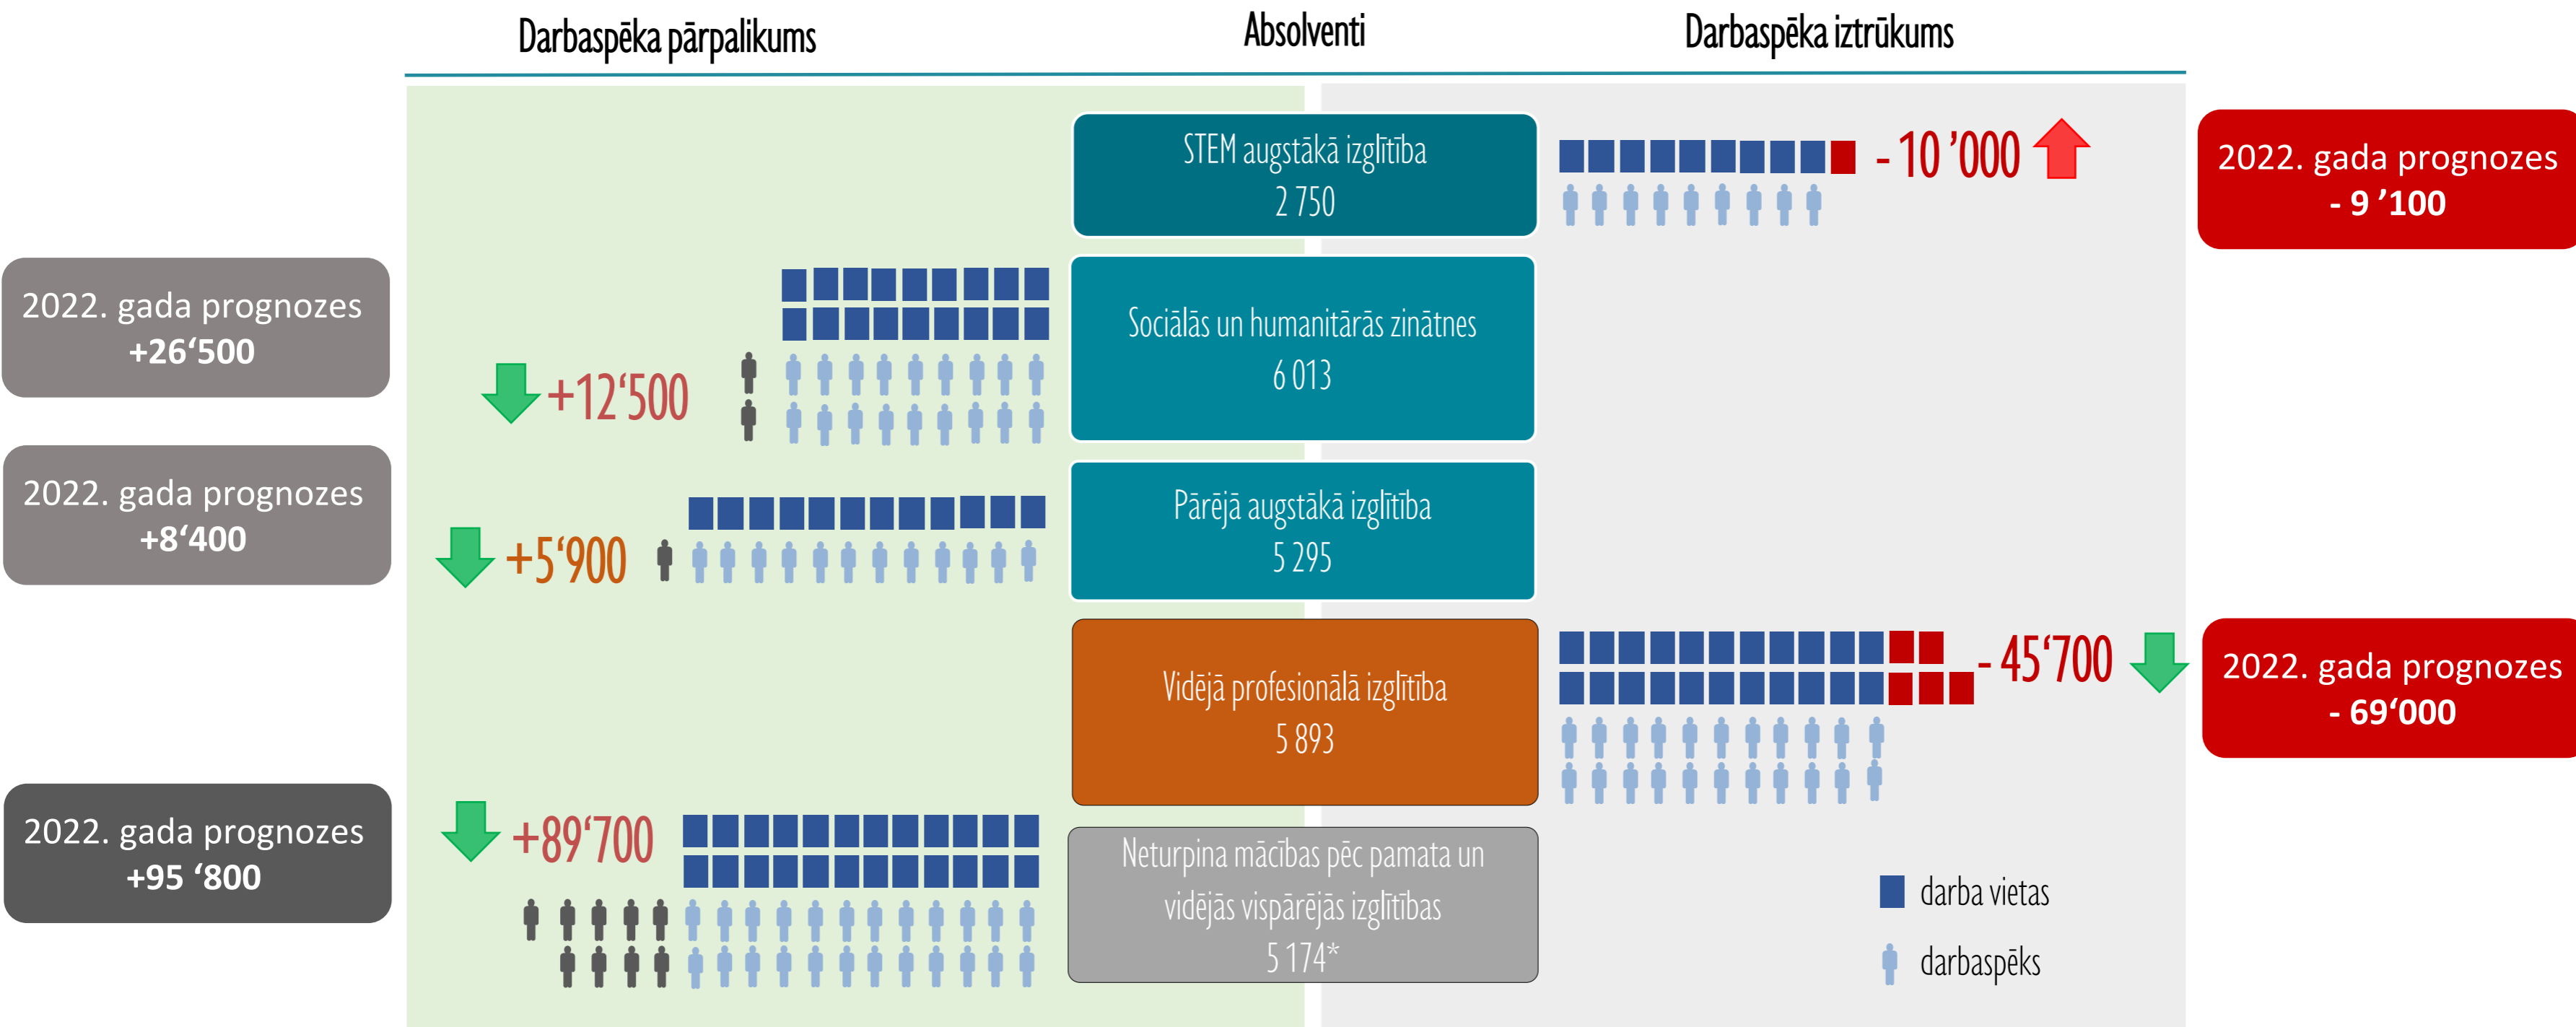 Darbaspēka pārpalikums
Absolventi
Darbaspēka iztrūkums
STEM augstākā izglītība
2 750
- 10 ’000
2022. gada prognozes
- 9 ’100
2022. gada prognozes
+26‘500
+12‘500
Sociālās un humanitārās zinātnes
6 013
2022. gada prognozes
+8‘400
+5‘900
Pārējā augstākā izglītība
5 295
Vidējā profesionālā izglītība
5 893
- 45‘700
2022. gada prognozes
- 69‘000
2022. gada prognozes
+95 ‘800
+89‘700
Neturpina mācības pēc pamata un
vidējās vispārējās izglītības
5 174*
darba vietas
darbaspēks